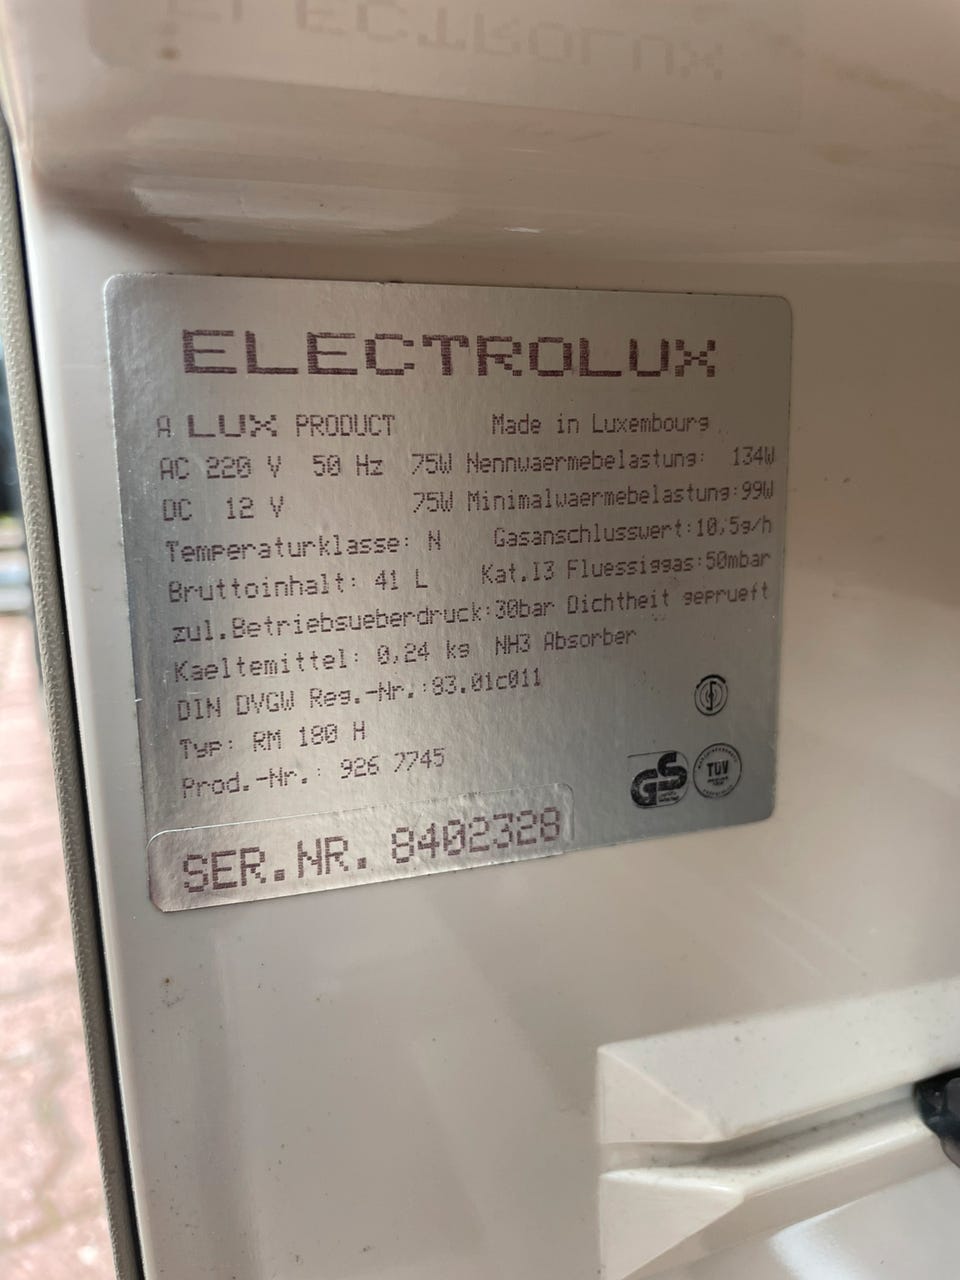 ELECTROLUX
A LUX PRODUCT Made in Luxembourg
AC 220 V 50 Hz 75W Nennwaermebelastung: 134W
DC 12 V 75W Minimalwaermebelastung:99W
Temperaturklasse: N Gasanschlusswert:10,5g/h
Bruttoinhalt: 41 L Kat.I3 Fluessiggas:50mbar
zul.Betriebsueberdruck:30bar Dichtheit geprueft
Kaeltemittel: 0,24 kg NH3 Absorber
DIN DVGW Reg.-Nr.:83.01c011
Typ: RM 180 H
Prod.-Nr.: 926 7745
GS TÜV
SER.NR. 8402328